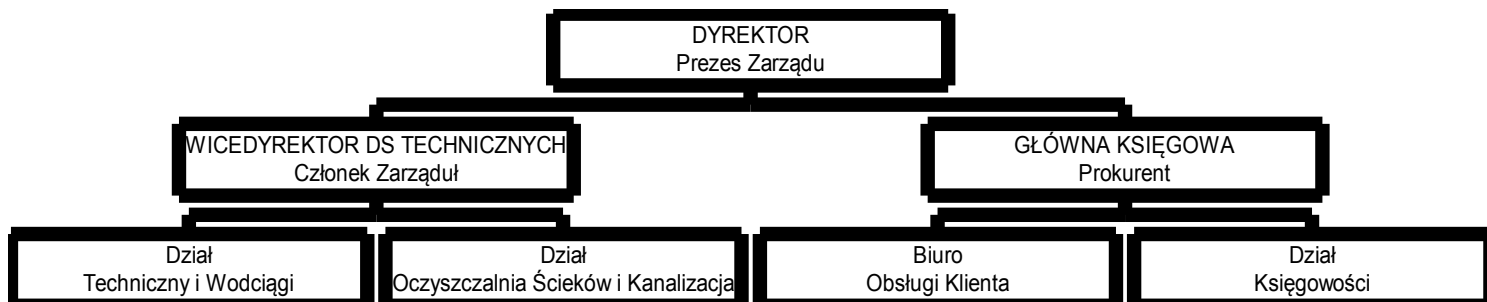 DYREKTOR
Prezes Zarządu
WICEDYREKTOR DS TECHNICZNYCH
Członek Zarząduł
GŁÓWNA KSIĘGOWA
Prokurent
Dział
Techniczny i Wodciągi
Dział
Oczyszczalnia Ścieków i Kanalizacja
Biuro
Obsługi Klienta
Dział
Księgowości